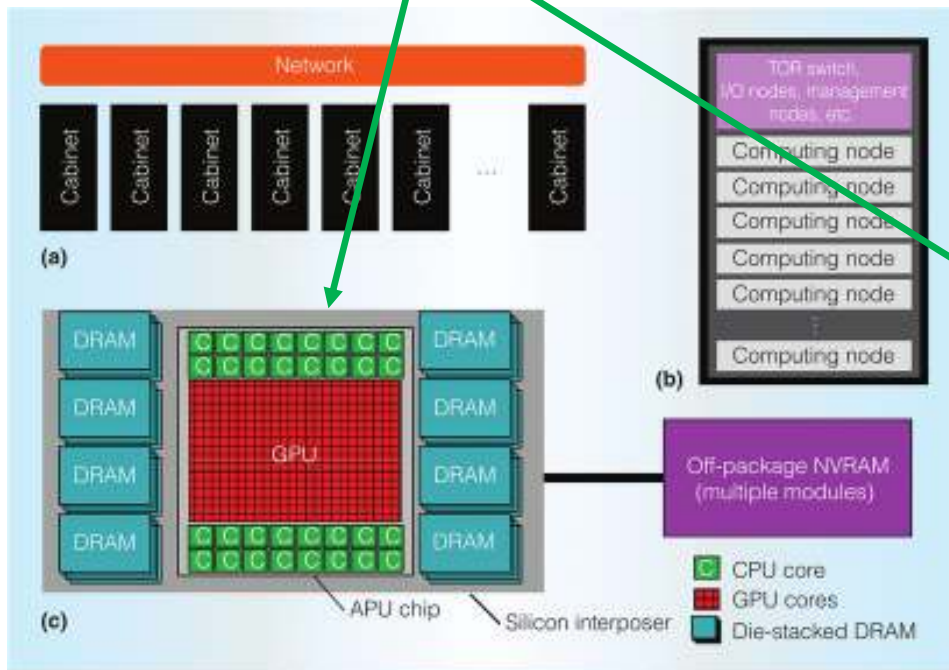 Network
Cabinet
Cabinet
Cabinet
Cabinet
Cabinet
Cabinet
...
Cabinet
(a)
TOR switch,
I/O nodes, management
nodes, etc.
Computing node
Computing node
Computing node
Computing node
Computing node
⋮
Computing node
(b)
DRAM
DRAM
DRAM
DRAM
C C C C C C C C
C C C C C C C C
GPU
C C C C C C C C
C C C C C C C C
DRAM
DRAM
DRAM
DRAM
APU chip
Silicon interposer
(c)
Off-package NVRAM
(multiple modules)
C CPU core
GPU cores
Die-stacked DRAM